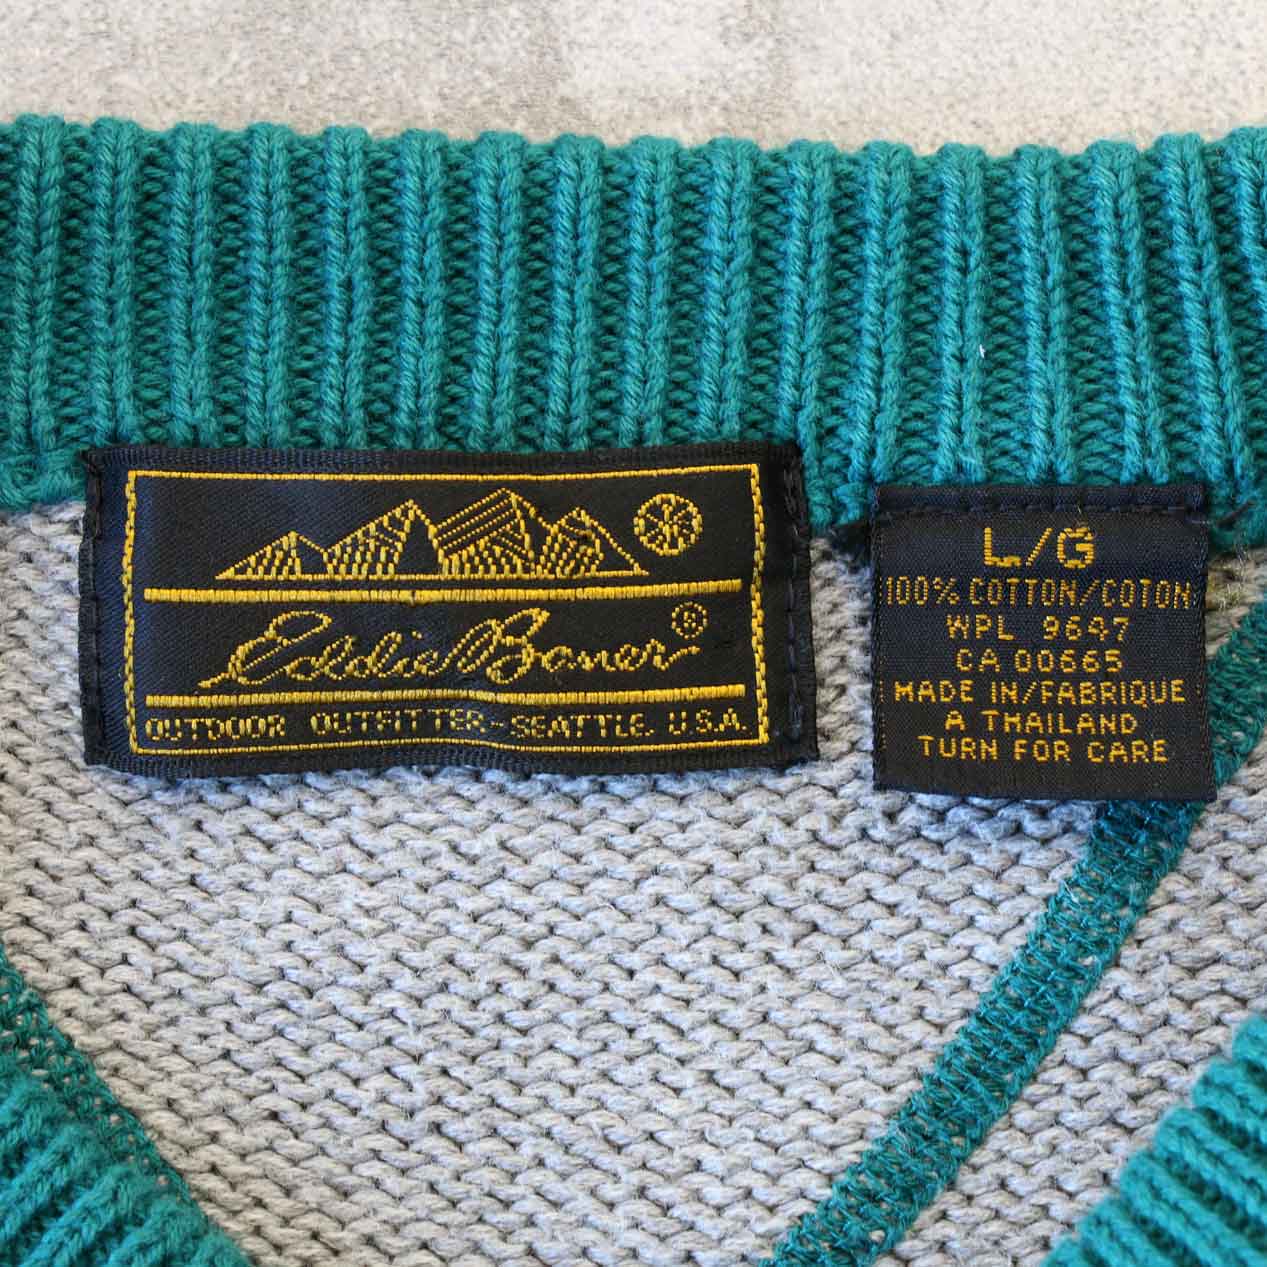 Eddie Bauer®
OUTDOOR OUTFITTER-SEATTLE, U.S.A.
L/G
100% COTTON/COTON
WPL 9647
CA 00665
MADE IN/FABRIQUE
A THAILAND
TURN FOR CARE